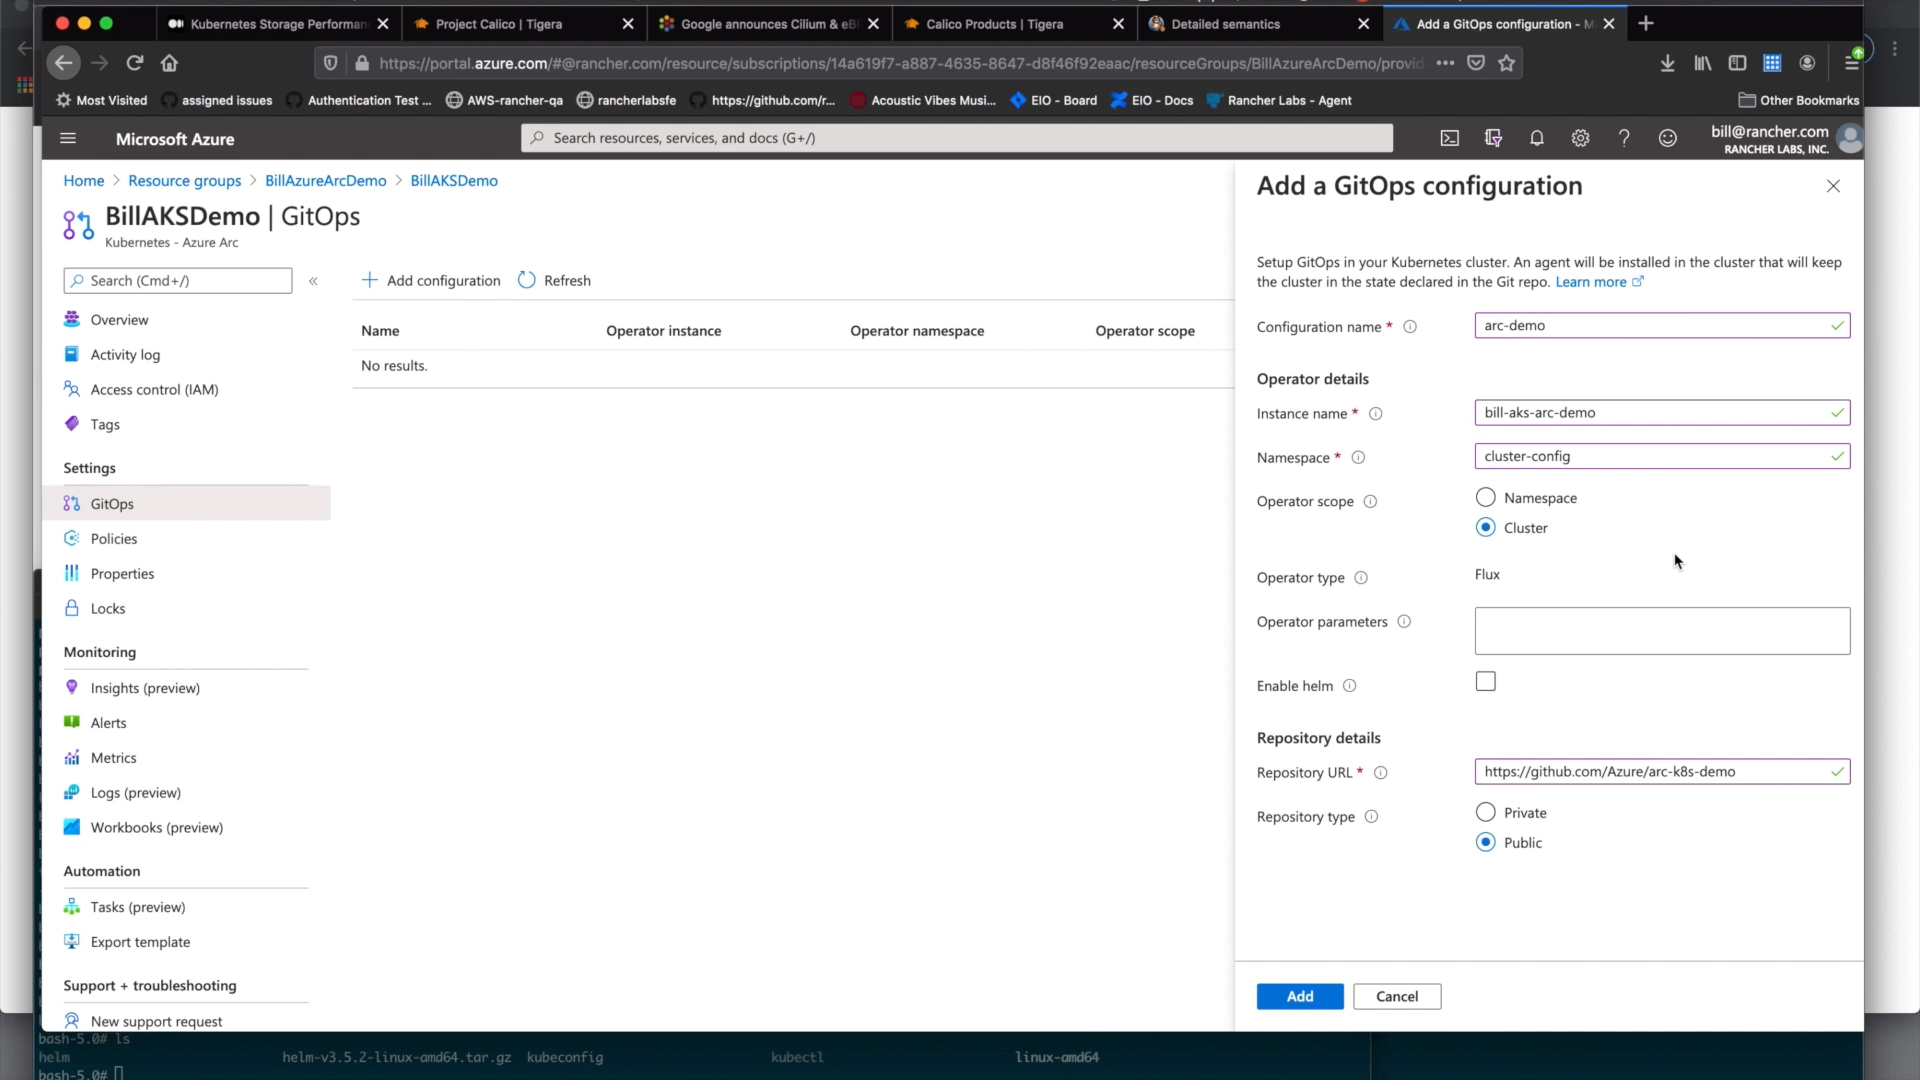 Kubernetes Storage Performan
Project Calico | Tigera
Google announces Cilium & eBP
Calico Products | Tigera
Detailed semantics
Add a GitOps configuration - M
https://portal.azure.com/#@rancher.com/resource/subscriptions/14a619f7-a887-4635-8647-d8f46f92eaac/resourceGroups/BillAzureArcDemo/provid
Most Visited
assigned issues
Authentication Test ...
AWS-rancher-qa
rancherlabsfe
https://github.com/r...
Acoustic Vibes Musi...
EIO - Board
EIO - Docs
Rancher Labs - Agent
Other Bookmarks
Microsoft Azure
Search resources, services, and docs (G+/)
bill@rancher.com
RANCHER LABS, INC.
Home > Resource groups > BillAzureArcDemo > BillAKSDemo
BillAKSDemo | GitOps
Kubernetes - Azure Arc
Search (Cmd+/)
«
Overview
Activity log
Access control (IAM)
Tags
Settings
GitOps
Policies
Properties
Locks
Monitoring
Insights (preview)
Alerts
Metrics
Logs (preview)
Workbooks (preview)
Automation
Tasks (preview)
Export template
Support + troubleshooting
New support request
+ Add configuration
Refresh
Name
Operator instance
Operator namespace
Operator scope
No results.
Add a GitOps configuration
Setup GitOps in your Kubernetes cluster. An agent will be installed in the cluster that will keep
the cluster in the state declared in the Git repo. Learn more
Configuration name *
arc-demo
Operator details
Instance name *
bill-aks-arc-demo
Namespace *
cluster-config
Operator scope
Namespace
Cluster
Operator type
Flux
Operator parameters
Enable helm
Repository details
Repository URL *
https://github.com/Azure/arc-k8s-demo
Repository type
Private
Public
Add
Cancel
bash-5.0# ls
helm helm-v3.5.2-linux-amd64.tar.gz kubeconfig kubectl linux-amd64
bash-5.0#